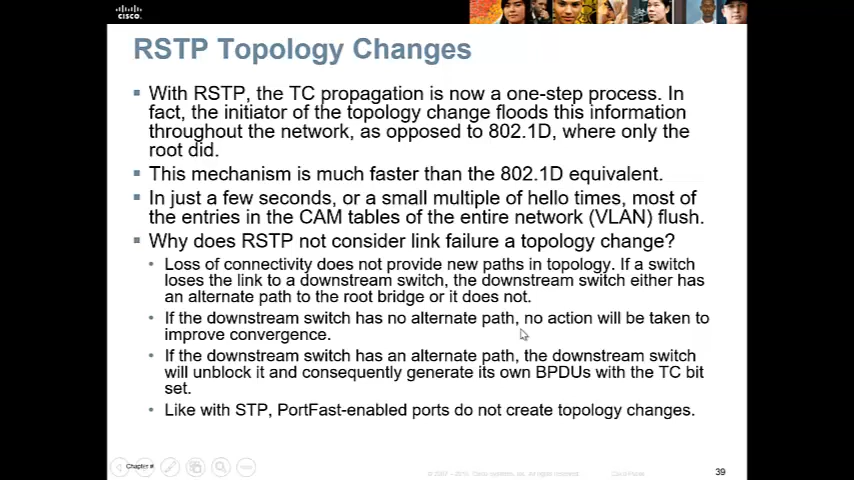 CISCO.
RSTP Topology Changes
With RSTP, the TC propagation is now a one-step process. In
fact, the initiator of the topology change floods this information
throughout the network, as opposed to 802.1D, where only the
root did.
This mechanism is much faster than the 802.1D equivalent.
In just a few seconds, or a small multiple of hello times, most of
the entries in the CAM tables of the entire network (VLAN) flush.
Why does RSTP not consider link failure a topology change?
Loss of connectivity does not provide new paths in topology. If a switch
loses the link to a downstream switch, the downstream switch either has
an alternate path to the root bridge or it does not.
If the downstream switch has no alternate path, no action will be taken to
improve convergence.
If the downstream switch has an alternate path, the downstream switch
will unblock it and consequently generate its own BPDUs with the TC bit
set.
Like with STP, PortFast-enabled ports do not create topology changes.
Chapter #
39